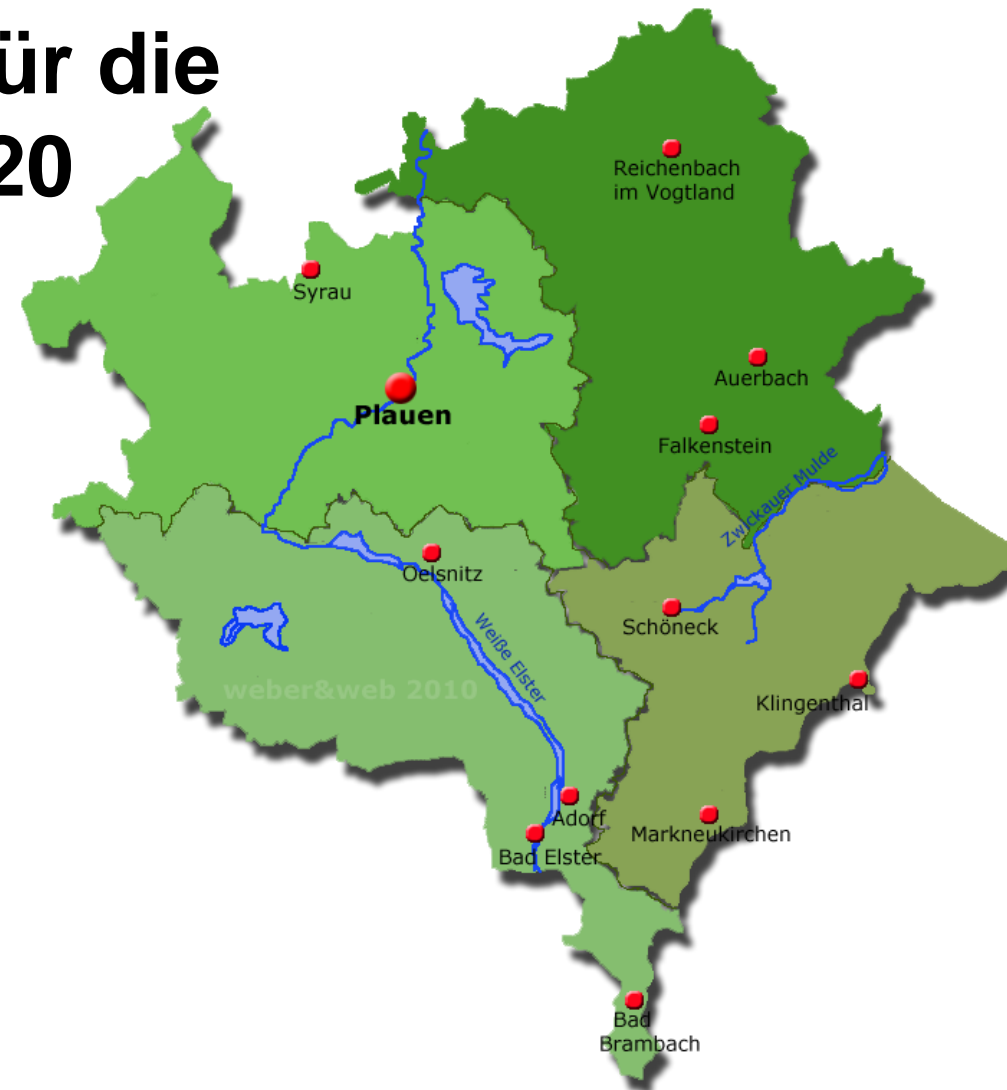 ür die
20
Reichenbach
im Vogtland
Syrau
Auerbach
Plauen
Falkenstein
Zwickauer Mulde
Oelsnitz
Schöneck
Weiße Elster
weber&web 2010
Klingenthal
Adorf
Markneukirchen
Bad Elster
Bad
Brambach